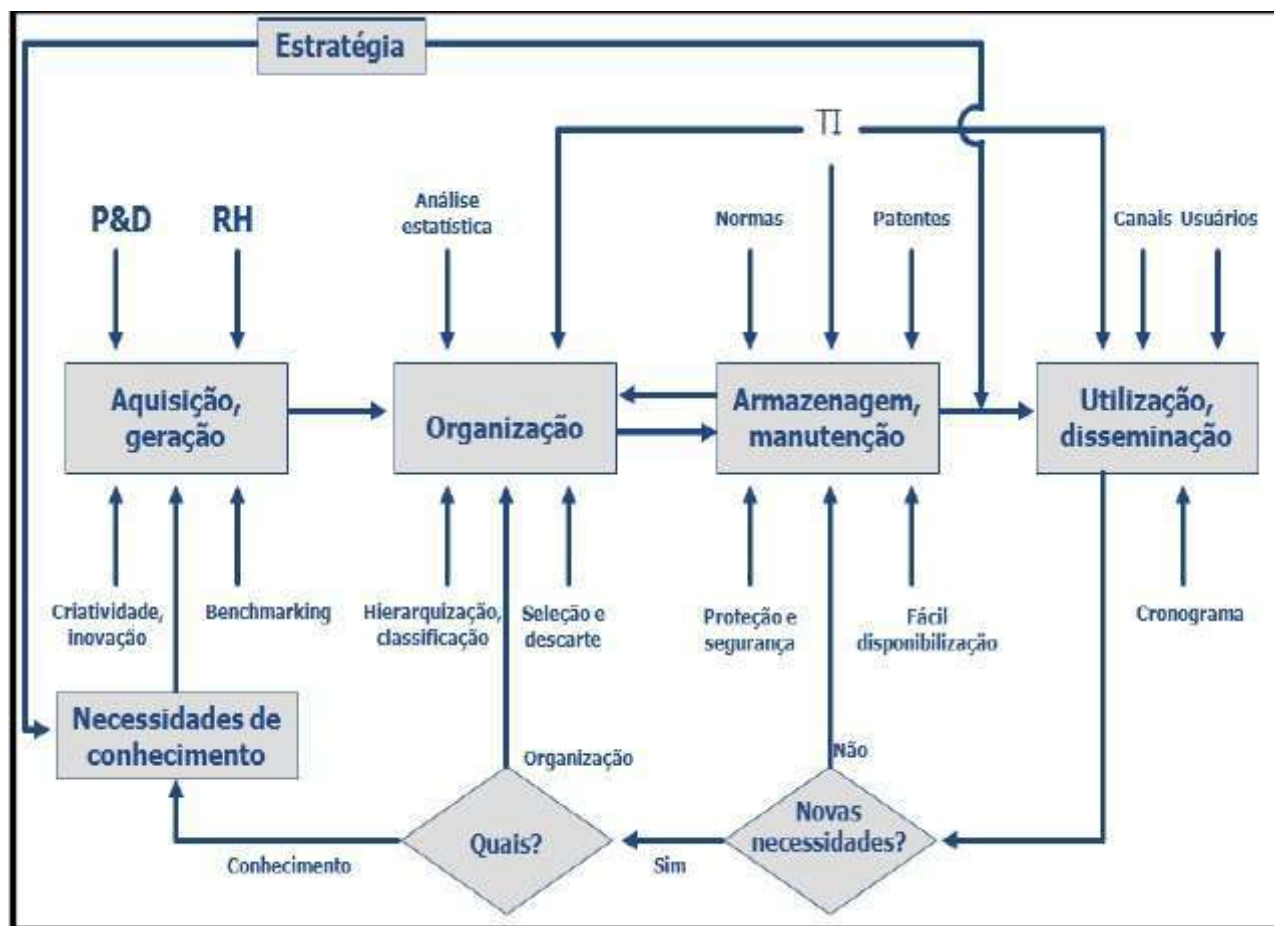 Estratégia
TI
P&D
RH
Análise
estatística
Normas
Patentes
Canais
Usuários
Aquisição,
geração
Organização
Armazenagem,
manutenção
Utilização,
disseminação
Criatividade,
inovação
Benchmarking
Hierarquização,
classificação
Seleção e
descarte
Proteção e
segurança
Fácil
disponibilização
Cronograma
Necessidades de
conhecimento
Organização
Não
Quais?
Novas
necessidades?
Conhecimento
Sim